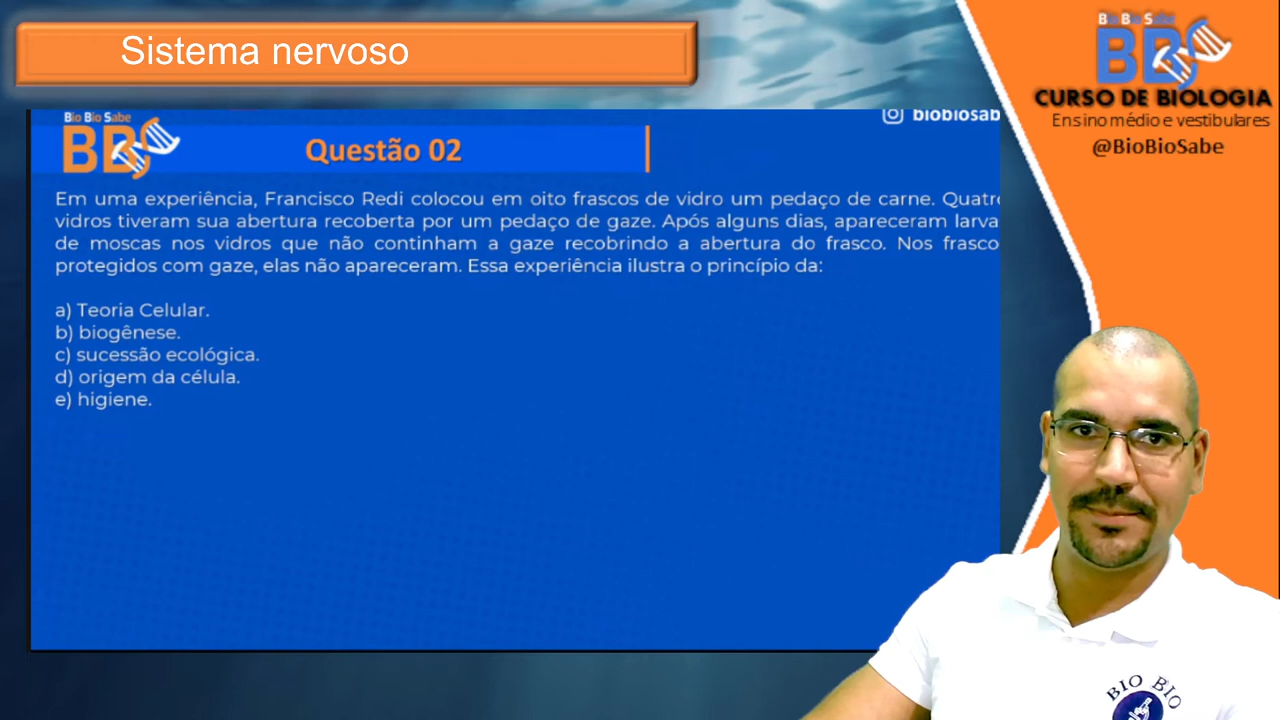 Sistema nervoso
Bio Bio Sabe
BBS
CURSO DE BIOLOGIA
Ensino médio e vestibulares
@BioBioSabe
Bio Bio Sabe
BBS
biobiosab
Questão 02
Em uma experiência, Francisco Redi colocou em oito frascos de vidro um pedaço de carne. Quatro
vidros tiveram sua abertura recoberta por um pedaço de gaze. Após alguns dias, apareceram larva
de moscas nos vidros que não continham a gaze recobrindo a abertura do frasco. Nos frasco
protegidos com gaze, elas não apareceram. Essa experiência ilustra o princípio da:
a) Teoria Celular.
b) biogênese.
c) sucessão ecológica.
d) origem da célula.
e) higiene.
BIO BIO